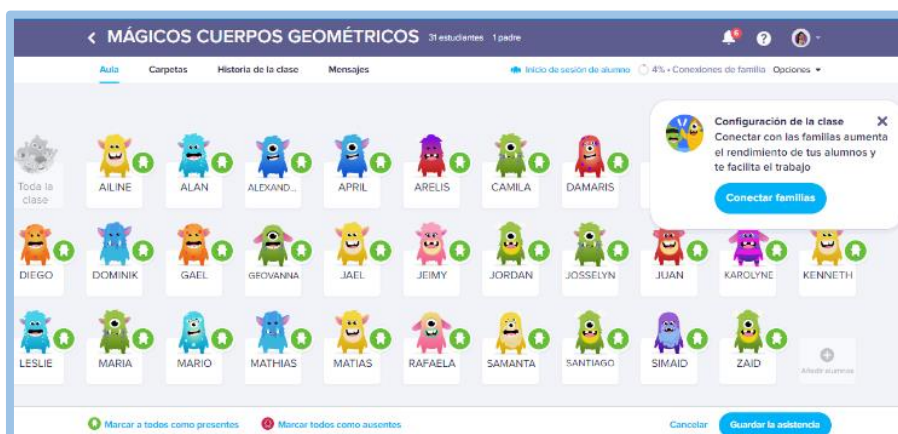 MÁGICOS CUERPOS GEOMÉTRICOS 31 estudiantes 1 padre
6
Aula Carpetas Historia de la clase Mensajes Inicio de sesión de alumno 4% • Conexiones de familia Opciones
Configuración de la clase
Conectar con las familias aumenta
el rendimiento de tus alumnos y
te facilita el trabajo
Conectar familias
Toda la
clase
AILINE ALAN ALEXAND... APRIL ARELIS CAMILA DAMARIS
DIEGO DOMINIK GAEL GEOVANNA JAEL JEIMY JORDAN JOSSELYN JUAN KAROLYNE KENNETH
LESLIE MARIA MARIO MATHIAS MATIAS RAFAELA SAMANTA SANTIAGO SIMAID ZAID Añadir alumnos
Marcar a todos como presentes Marcar todos como ausentes Cancelar Guardar la asistencia